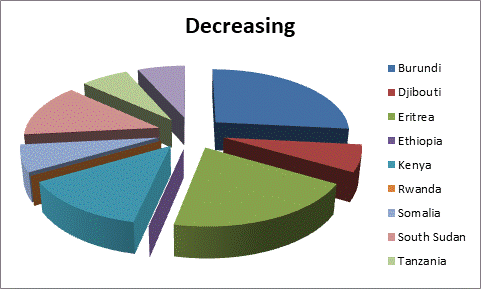 Decreasing
Burundi
Djibouti
Eritrea
Ethiopia
Kenya
Rwanda
Somalia
South Sudan
Tanzania